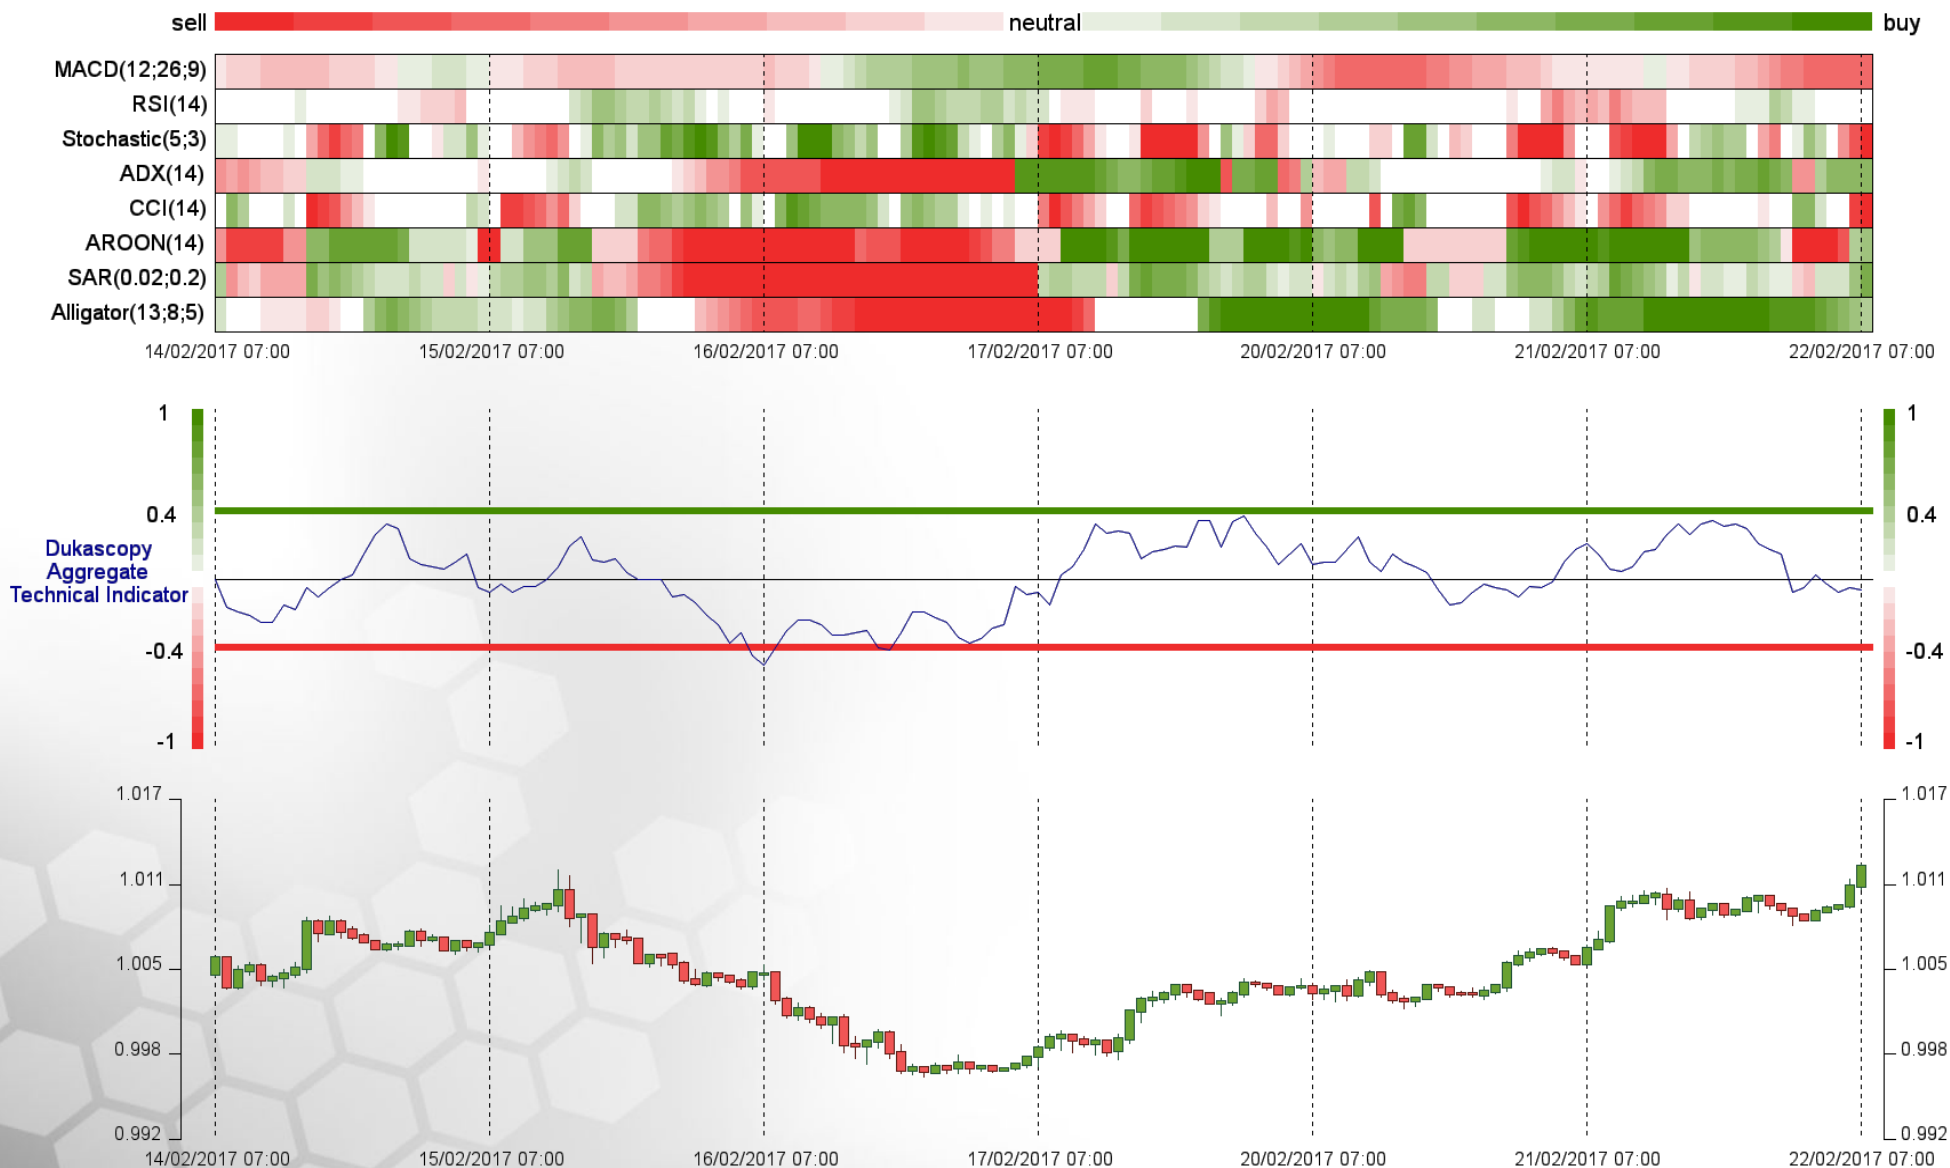 sell neutral buy
MACD(12;26;9)
RSI(14)
Stochastic(5;3)
ADX(14)
CCI(14)
AROON(14)
SAR(0.02;0.2)
Alligator(13;8;5)
14/02/2017 07:00 15/02/2017 07:00 16/02/2017 07:00 17/02/2017 07:00 20/02/2017 07:00 21/02/2017 07:00 22/02/2017 07:00
1 1
0.4 0.4
Dukascopy
Aggregate
Technical Indicator
-0.4 -0.4
-1 -1
1.017 1.017
1.011 1.011
1.005 1.005
0.998 0.998
0.992 0.992
14/02/2017 07:00 15/02/2017 07:00 16/02/2017 07:00 17/02/2017 07:00 20/02/2017 07:00 21/02/2017 07:00 22/02/2017 07:00